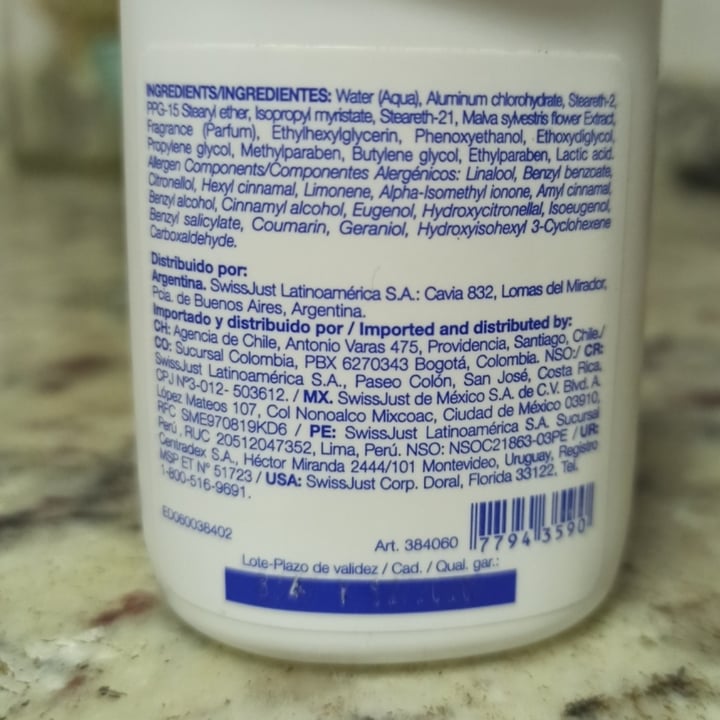 INGREDIENTS/INGREDIENTES: Water (Aqua), Aluminum chlorohydrate, Steareth-2,
PPG-15 Stearyl ether, Isopropyl myristate, Steareth-21, Malva sylvestris flower Extract,
Fragrance (Parfum), Ethylhexylglycerin, Phenoxyethanol, Ethoxydiglycol,
Propylene glycol, Methylparaben, Butylene glycol, Ethylparaben, Lactic acid.
Allergen Components/Componentes Alergénicos: Linalool, Benzyl benzoate,
Citronellol, Hexyl cinnamal, Limonene, Alpha-Isomethyl ionone, Amyl cinnamal,
Benzyl alcohol, Cinnamyl alcohol, Eugenol, Hydroxycitronellal, Isoeugenol,
Benzyl salicylate, Coumarin, Geraniol, Hydroxyisohexyl 3-Cyclohexene
Carboxaldehyde.
Distribuido por:
Argentina. SwissJust Latinoamérica S.A.: Cavia 832, Lomas del Mirador,
Pcia. de Buenos Aires, Argentina.
Importado y distribuido por / Imported and distributed by:
CH: Agencia de Chile, Antonio Varas 475, Providencia, Santiago, Chile./
CO: Sucursal Colombia, PBX 6270343 Bogotá, Colombia. NSO:/ CR:
SwissJust Latinoamérica S.A., Paseo Colón, San José, Costa Rica,
CPJ Nº3-012- 503612. / MX. SwissJust de México S.A. de C.V. Blvd. A.
López Mateos 107, Col Nonoalco Mixcoac, Ciudad de México 03910,
RFC SME970819KD6 / PE: SwissJust Latinoamérica S.A. Sucursal
Perú, RUC 20512047352, Lima, Perú. NSO: NSOC21863-03PE / UR:
Centradex S.A., Héctor Miranda 2444/101 Montevideo, Uruguay, Registro
MSP ET Nº 51723 / USA: SwissJust Corp. Doral, Florida 33122. Tel.
1-800-516-9691.
ED060038402
Art. 384060
7794 3590
Lote-Plazo de validez / Cad. / Qual. gar.: